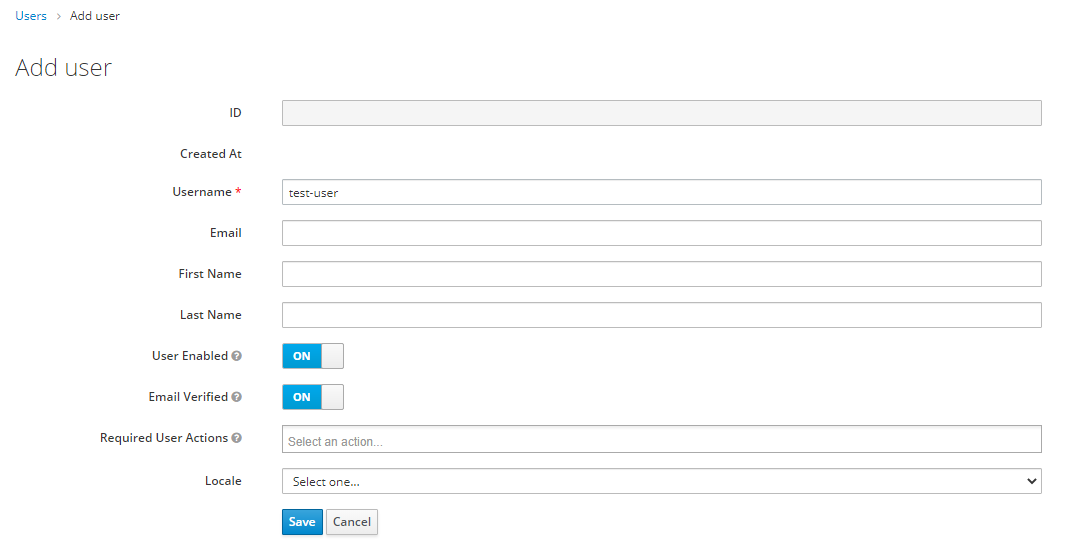 Users > Add user
Add user
ID
Created At
Username *
test-user
Email
First Name
Last Name
User Enabled
ON
Email Verified
ON
Required User Actions
Select an action...
Locale
Select one...
Save Cancel